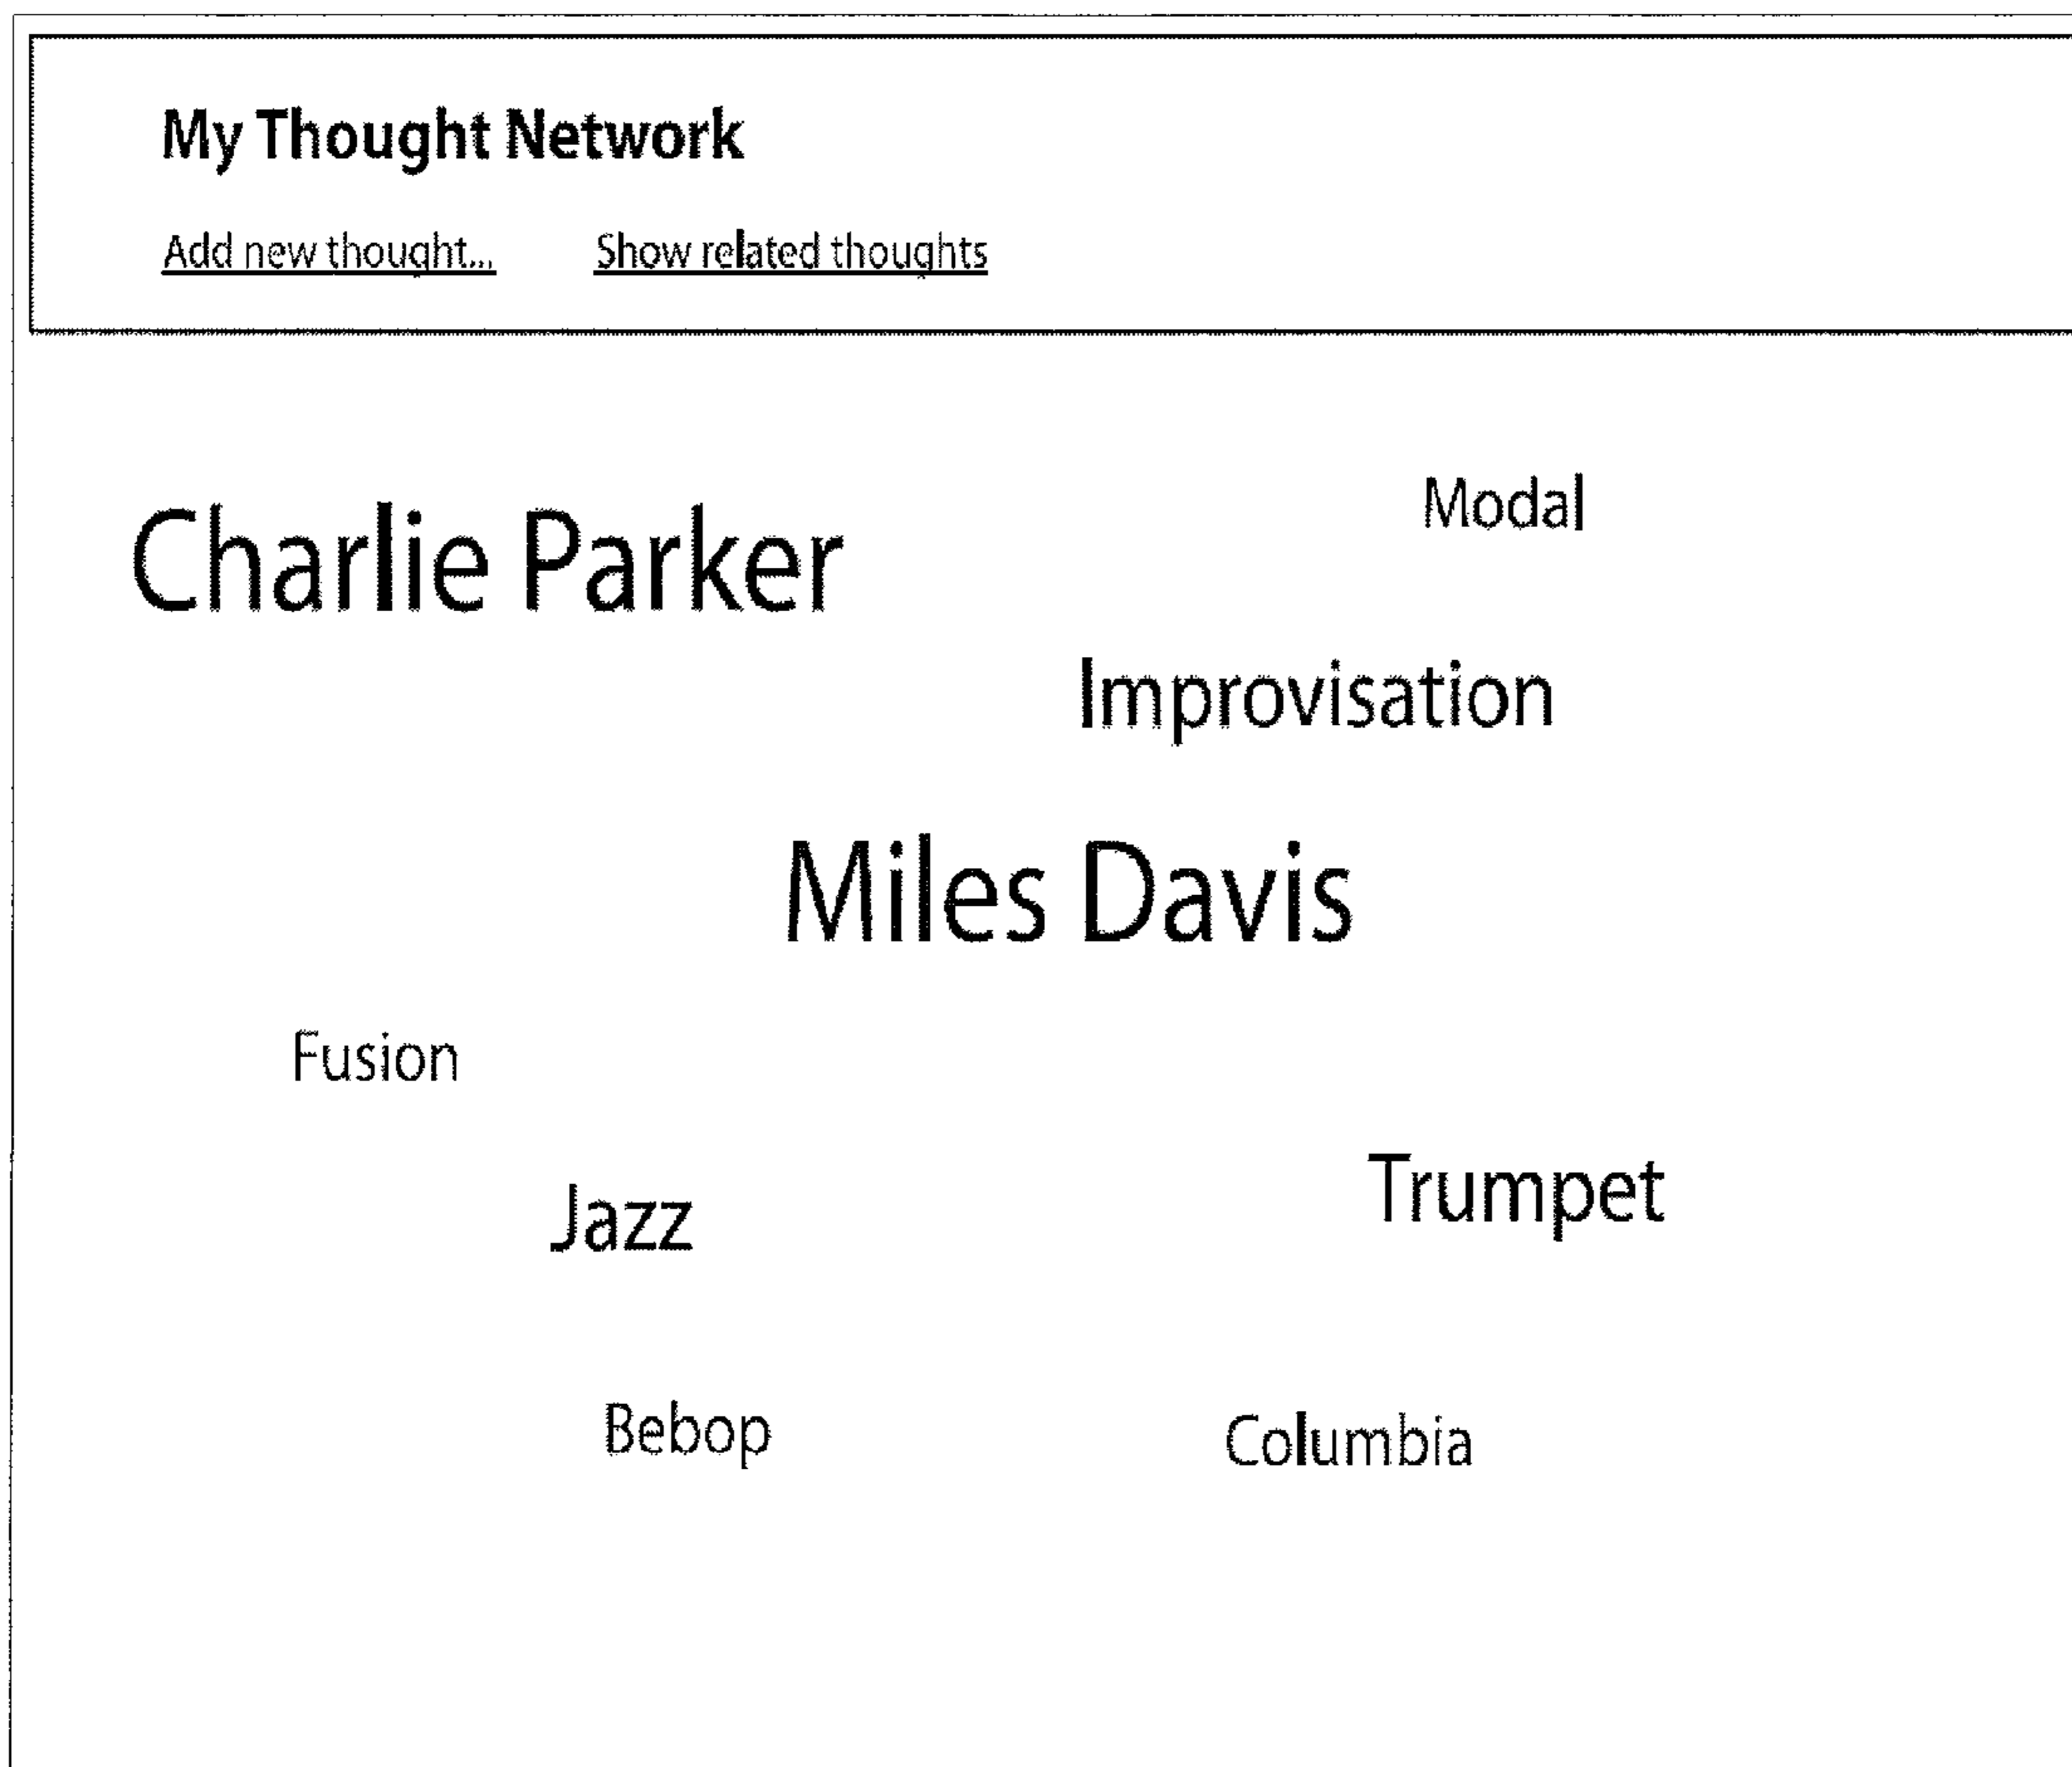 My Thought Network
Add new thought... Show related thoughts
Modal
Charlie Parker
Improvisation
Miles Davis
Fusion
Trumpet
Jazz
Bebop
Columbia